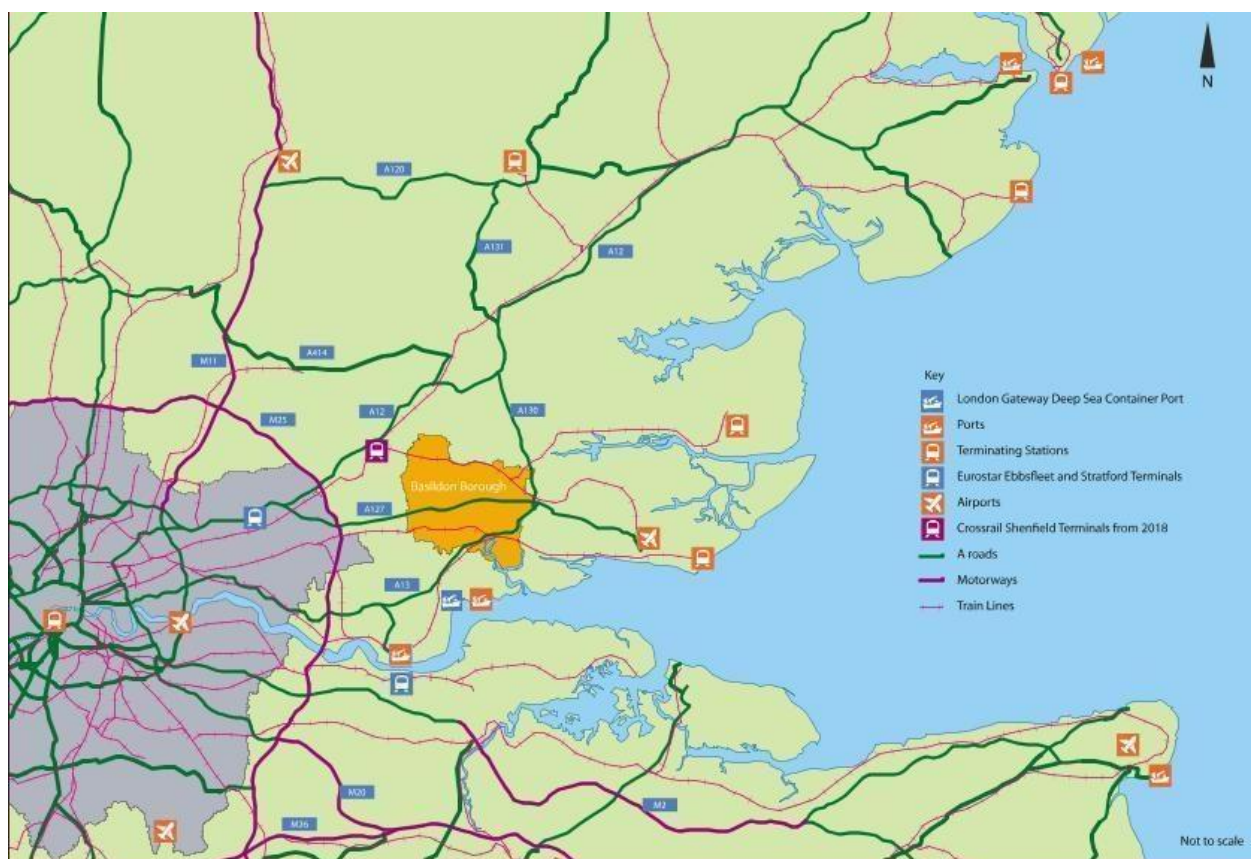 N
A120
A131
A12
M11
A414
M25
A12
A130
Basildon Borough
A127
A13
M20
M2
M36
Key
London Gateway Deep Sea Container Port
Ports
Terminating Stations
Eurostar Ebbsfleet and Stratford Terminals
Airports
Crossrail Shenfield Terminals from 2018
A roads
Motorways
Train Lines
Not to scale